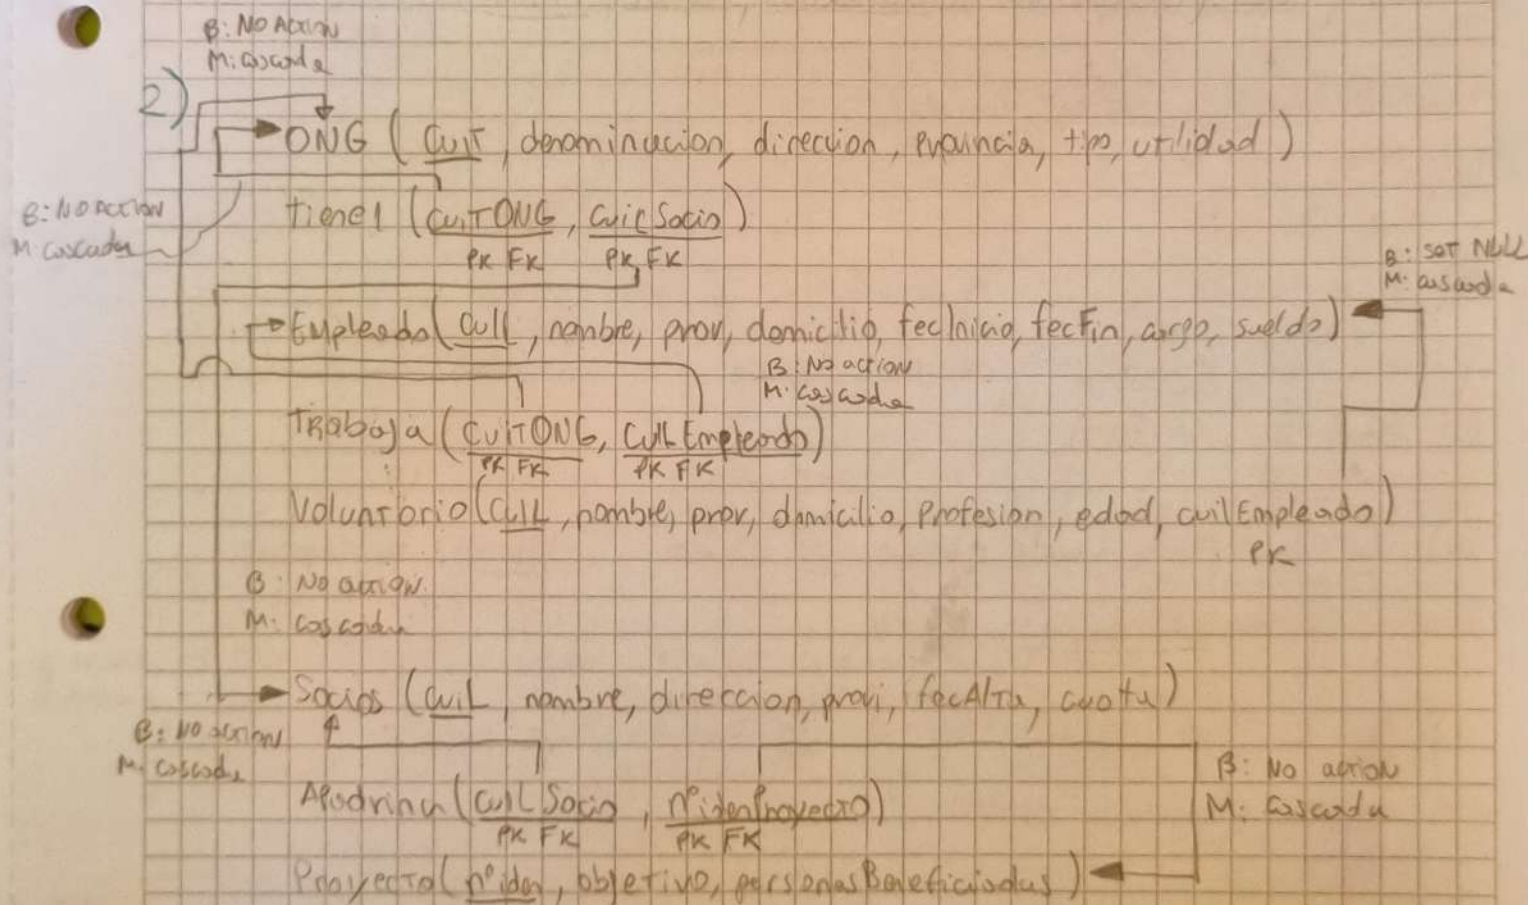 B: NO Action
M: cascada
2)
ONG (CUIT, denominacion, direccion, provincia, tipo, utilidad)
B: NO ACTION
M cascada
tiene1 (CuiTONG, CuilSocio)
PK FK PK FK
B: set NULL
M: cascada
Empleado(CUIL, nombre, prov, domicilio, fecInicio, fecFin, cargo, sueldo)
B: No action
M: cascada
TRabaja (CUITONG, CUILEmpleado)
PK FK PK FK
Voluntario(CUIL, nombre, prov, domicilio, Profesion, edad, cuilEmpleado)
PK
B: No action.
M: cascada
Socios (CuiL, nombre, direccion, provi, fecAlta, cuota)
B: NO action
M: cascada
B: No action
M: Cascada
APadrina (CuiLSocio, nºidenProyecto)
PK FK PK FK
Proyecto (nºiden, objetivo, personasBeneficiadas)